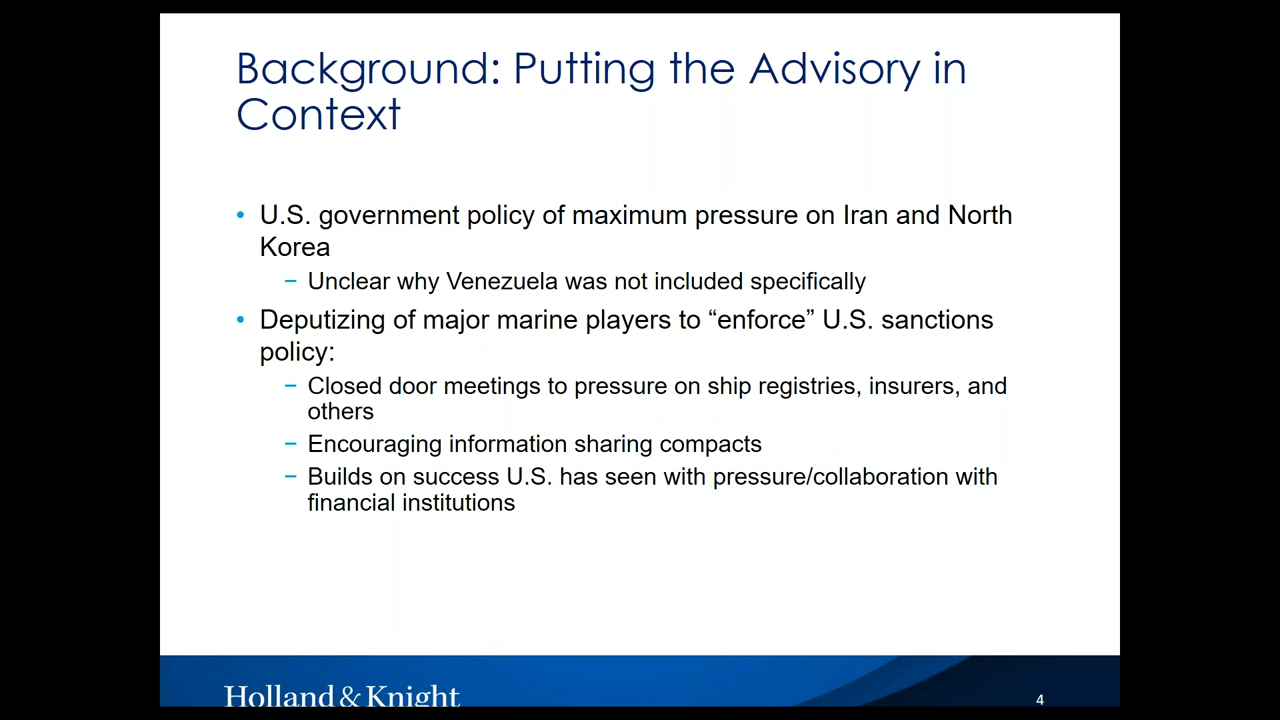 Background: Putting the Advisory in
Context
• U.S. government policy of maximum pressure on Iran and North
Korea
− Unclear why Venezuela was not included specifically
• Deputizing of major marine players to “enforce” U.S. sanctions
policy:
− Closed door meetings to pressure on ship registries, insurers, and
others
− Encouraging information sharing compacts
− Builds on success U.S. has seen with pressure/collaboration with
financial institutions
Holland & Knight
4